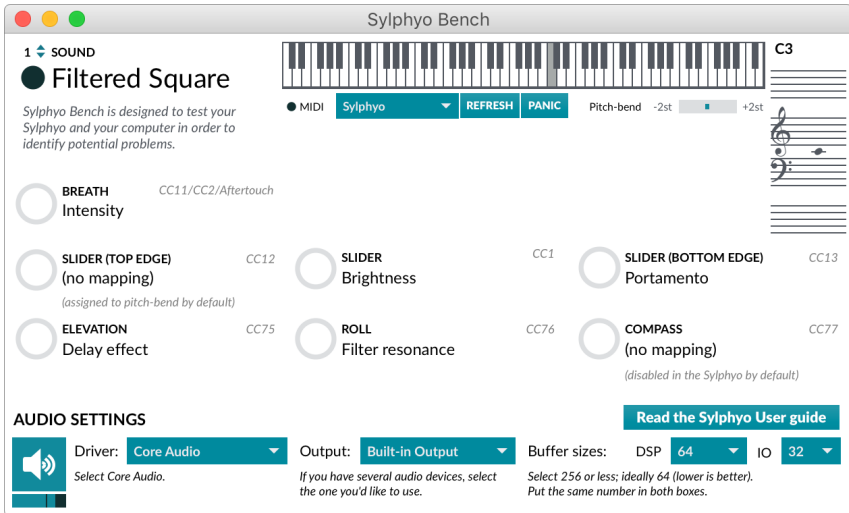 Sylphyo Bench
1 SOUND
Filtered Square
Sylphyo Bench is designed to test your
Sylphyo and your computer in order to
identify potential problems.
C3
MIDI Sylphyo REFRESH PANIC Pitch-bend -2st +2st
BREATH CC11/CC2/Aftertouch
Intensity
SLIDER (TOP EDGE) CC12
(no mapping)
(assigned to pitch-bend by default)
SLIDER CC1
Brightness
SLIDER (BOTTOM EDGE) CC13
Portamento
ELEVATION CC75
Delay effect
ROLL CC76
Filter resonance
COMPASS CC77
(no mapping)
(disabled in the Sylphyo by default)
AUDIO SETTINGS
Read the Sylphyo User guide
Driver: Core Audio
Select Core Audio.
Output: Built-in Output
If you have several audio devices, select
the one you'd like to use.
Buffer sizes: DSP 64 IO 32
Select 256 or less; ideally 64 (lower is better).
Put the same number in both boxes.